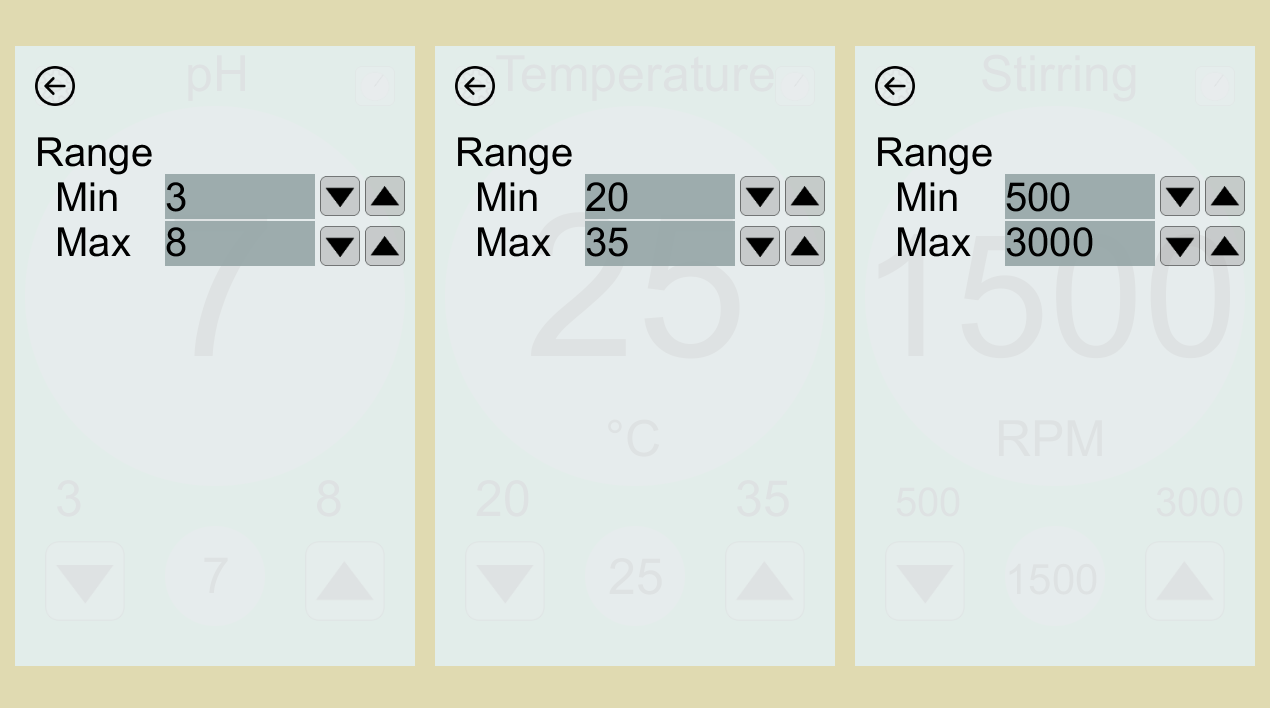 pH
Range
Min 3
Max 8
7
3 8
7
Temperature
Range
Min 20
Max 35
25
°C
20 35
25
Stirring
Range
Min 500
Max 3000
1500
RPM
500 3000
1500